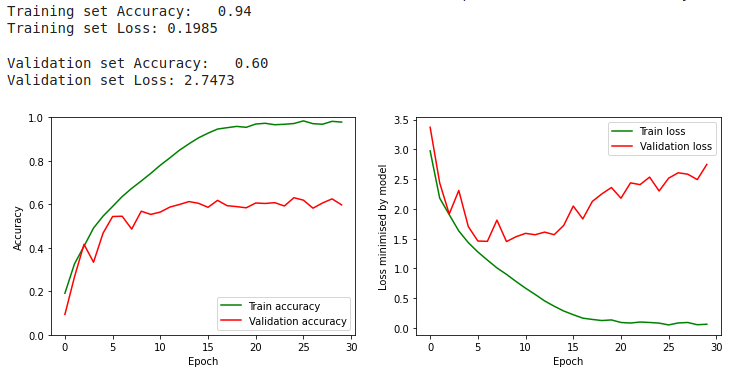 Training set Accuracy:   0.94
Training set Loss: 0.1985
Validation set Accuracy:   0.60
Validation set Loss: 2.7473
1.0
0.8
0.6
0.4
0.2
0.0
Accuracy
0 5 10 15 20 25 30
Epoch
Train accuracy
Validation accuracy
3.5
3.0
2.5
2.0
1.5
1.0
0.5
0.0
Loss minimised by model
0 5 10 15 20 25 30
Epoch
Train loss
Validation loss